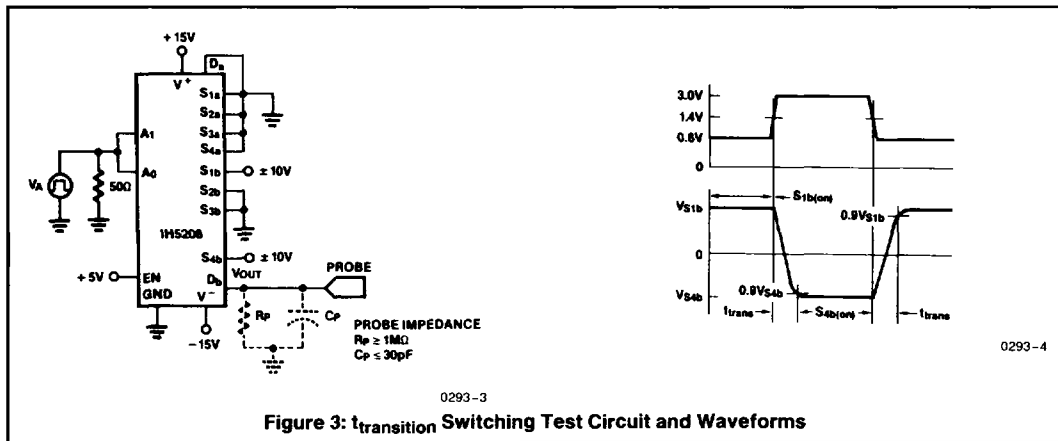 + 15V
Da
V+
S1a
S2a
S3a
S4a
A1
A0
VA
50Ω
S1b
± 10V
S2b
S3b
IH5208
S4b
± 10V
VOUT
Db
PROBE
+ 5V
EN
GND
V−
−15V
RP
CP
PROBE IMPEDANCE
RP ≥ 1MΩ
CP ≤ 30pF
0293–3
3.0V
1.4V
0.8V
0
S1b(on)
VS1b
0.9VS1b
0
0.9VS4b
VS4b
ttrans
S4b(on)
ttrans
0293–4
Figure 3: ttransition Switching Test Circuit and Waveforms